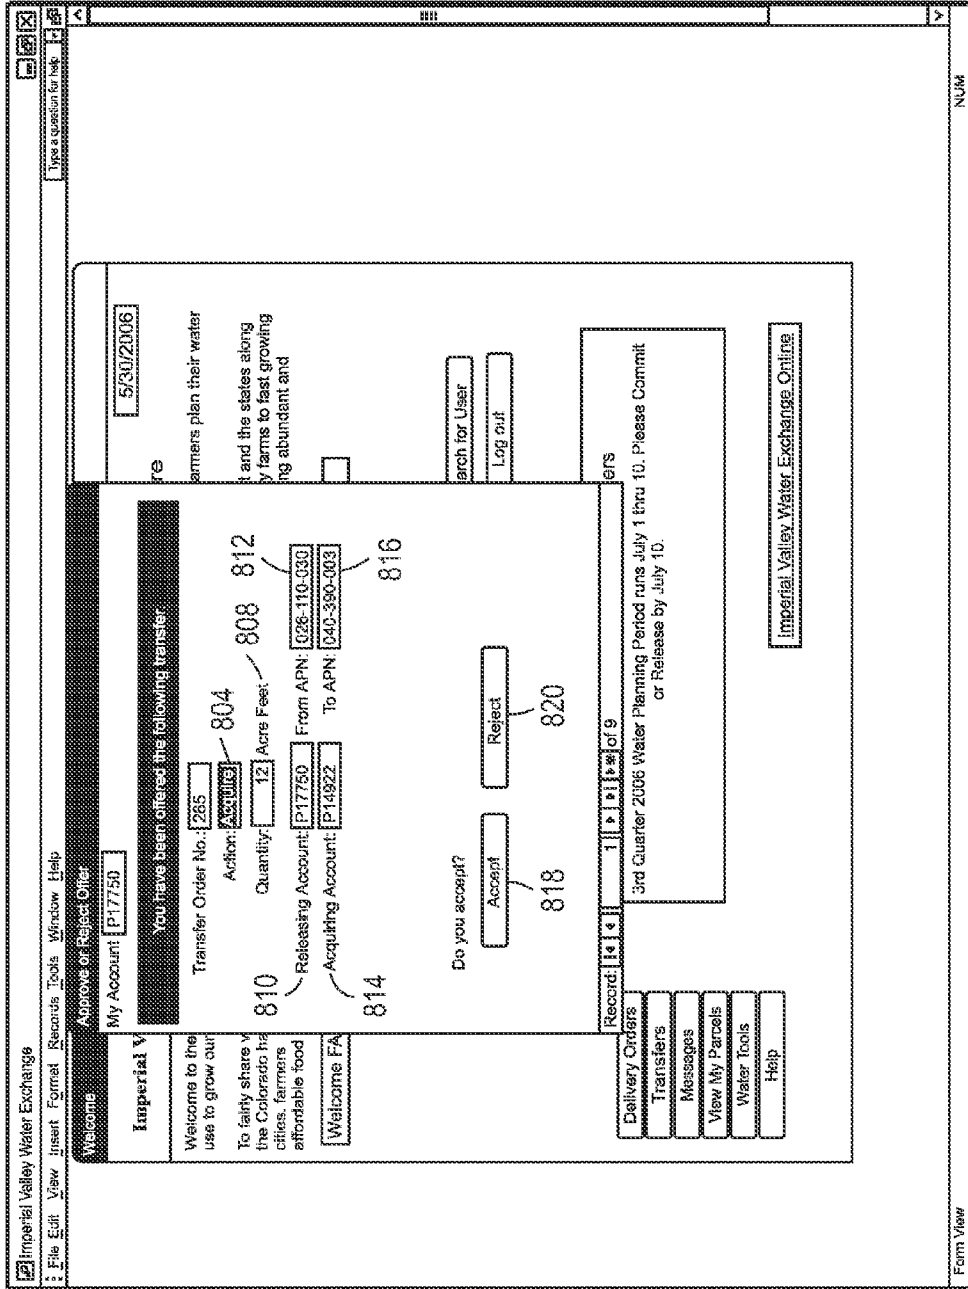 Imperial Valley Water Exchange
File Edit View Insert Format Records Tools Window Help
Type a question for help
Welcome
Approve or Reject Offer
My Account P17750
5/30/2006
Imperial V
re
You have been offered the following transfer
Welcome to the
armers plan their water
use to grow our
Transfer Order No.: 265
Action: Acquire
804
To fairly share w
t and the states along
the Colorado ha
y farms to fast growing
cities, farmers
ng abundant and
affordable food
Quantity: 12 Acre Feet
808
810
Releasing Account: P17750 From APN: 026-110-030
812
Welcome FA
Acquiring Account: P14922 To APN: 040-390-003
814
816
Do you accept?
arch for User
Accept
Reject
Log out
818
820
Record: 1 of 9
ers
Delivery Orders
Transfers
Messages
View My Parcels
Water Tools
Help
3rd Quarter 2006 Water Planning Period runs July 1 thru 10. Please Commit
or Release by July 10.
Imperial Valley Water Exchange Online
Form View
NUM